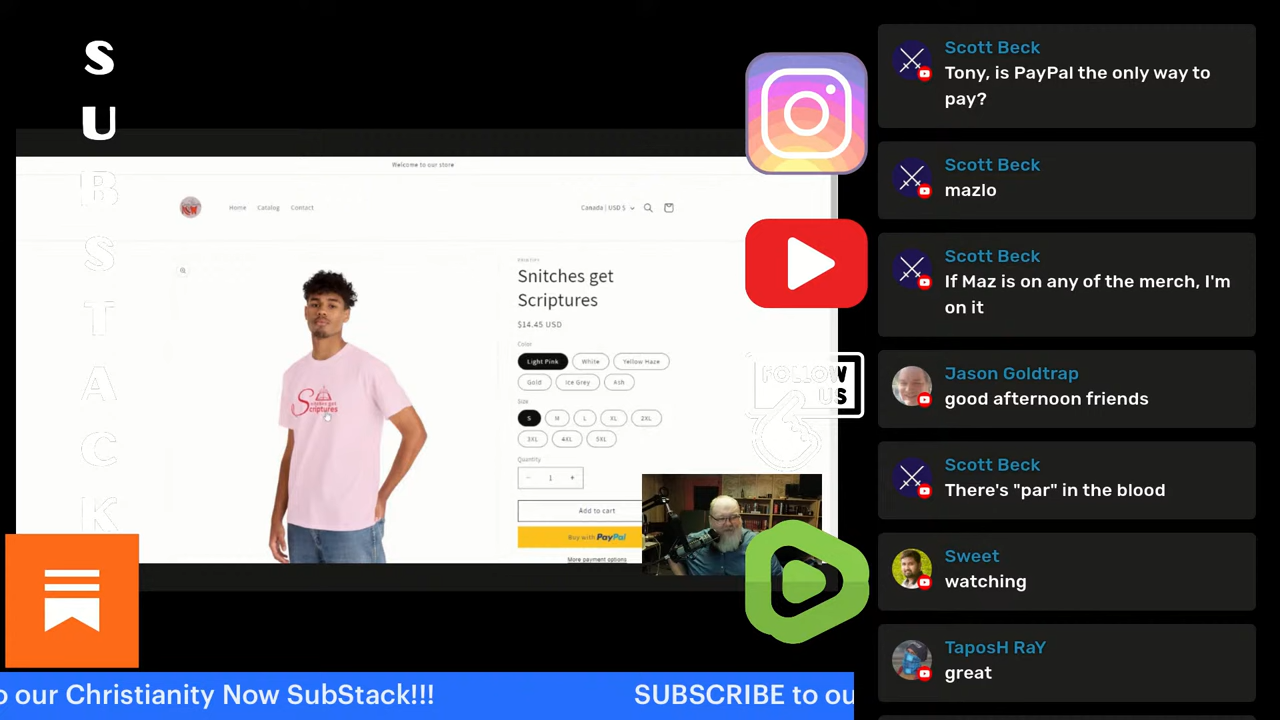 S
U
B
S
T
A
C
K
Welcome to our store
Home Catalog Contact
Canada | USD $
Snitches get
Scriptures
$14.45 USD
Color
Light Pink White Yellow Haze
Gold Ice Grey Ash
Size
S M L XL 2XL
3XL 4XL 5XL
Quantity
− 1 +
Add to cart
Buy with PayPal
More payment options
Snitches get
Scriptures
FOLLOW
US
Scott Beck
Tony, is PayPal the only way to
pay?
Scott Beck
mazlo
Scott Beck
If Maz is on any of the merch, I'm
on it
Jason Goldtrap
good afternoon friends
Scott Beck
There's "par" in the blood
Sweet
watching
TaposH RaY
great
o our Christianity Now SubStack!!! SUBSCRIBE to ou